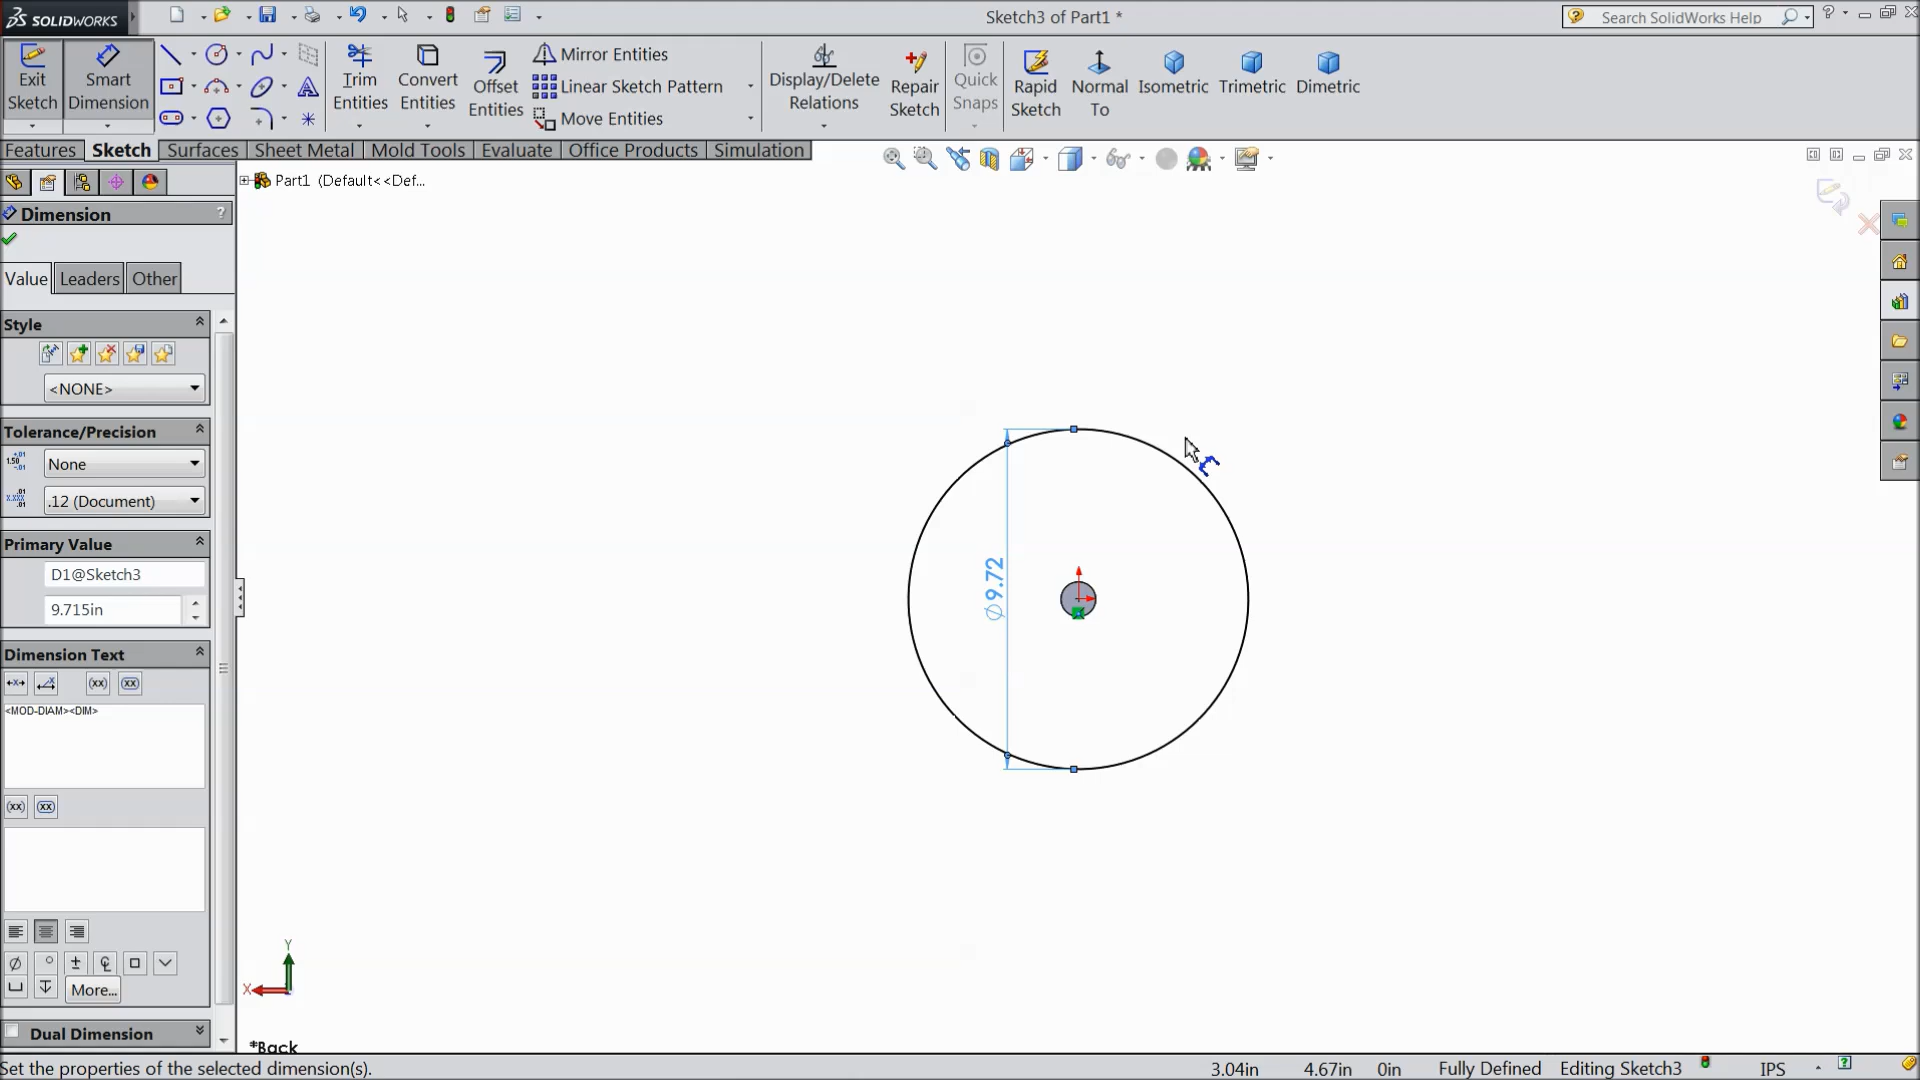 SOLIDWORKS
Sketch3 of Part1 *
Search SolidWorks Help
Exit Sketch
Smart Dimension
Trim Entities
Convert Entities
Offset Entities
Mirror Entities
Linear Sketch Pattern
Move Entities
Display/Delete Relations
Repair Sketch
Quick Snaps
Rapid Sketch
Normal To
Isometric
Trimetric
Dimetric
Features
Sketch
Surfaces
Sheet Metal
Mold Tools
Evaluate
Office Products
Simulation
Part1 (Default<<Def...
Dimension
?
Value
Leaders
Other
Style
<NONE>
Tolerance/Precision
None
.12 (Document)
Primary Value
D1@Sketch3
9.715in
Dimension Text
(xx)
(xx)
<MOD-DIAM><DIM>
(xx)
(xx)
More...
Dual Dimension
∅9.72
Y
X
*Back
Set the properties of the selected dimension(s).
3.04in
4.67in
0in
Fully Defined
Editing Sketch3
IPS